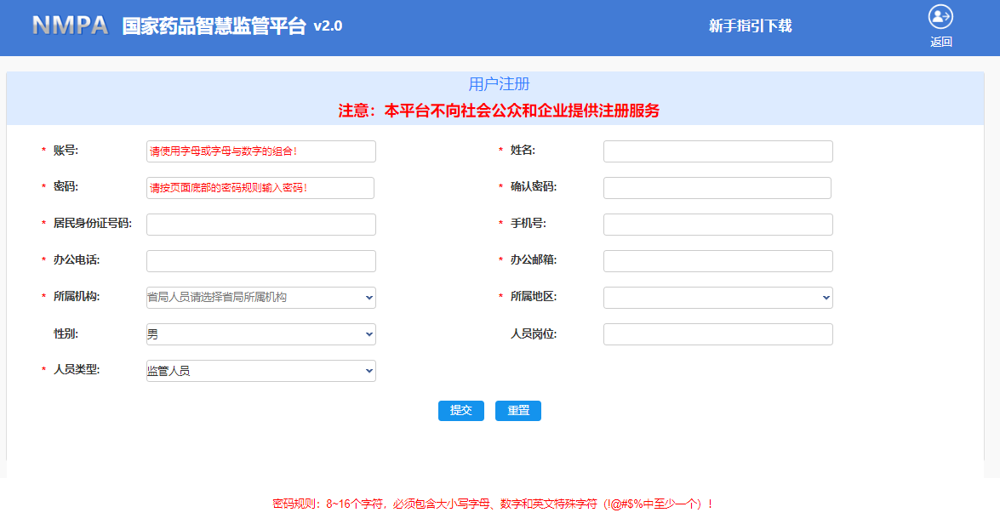 NMPA 国家药品智慧监管平台 v2.0 新手指引下载
返回
用户注册
注意：本平台不向社会公众和企业提供注册服务
* 账号: 请使用字母或字母与数字的组合! * 姓名:
* 密码: 请按页面底部的密码规则输入密码! * 确认密码:
* 居民身份证号码: * 手机号:
* 办公电话: * 办公邮箱:
* 所属机构: 省局人员请选择省局所属机构 * 所属地区:
性别: 男 人员岗位:
* 人员类型: 监管人员
提交 重置
密码规则：8~16个字符，必须包含大小写字母、数字和英文特殊字符（!@#$%中至少一个）！